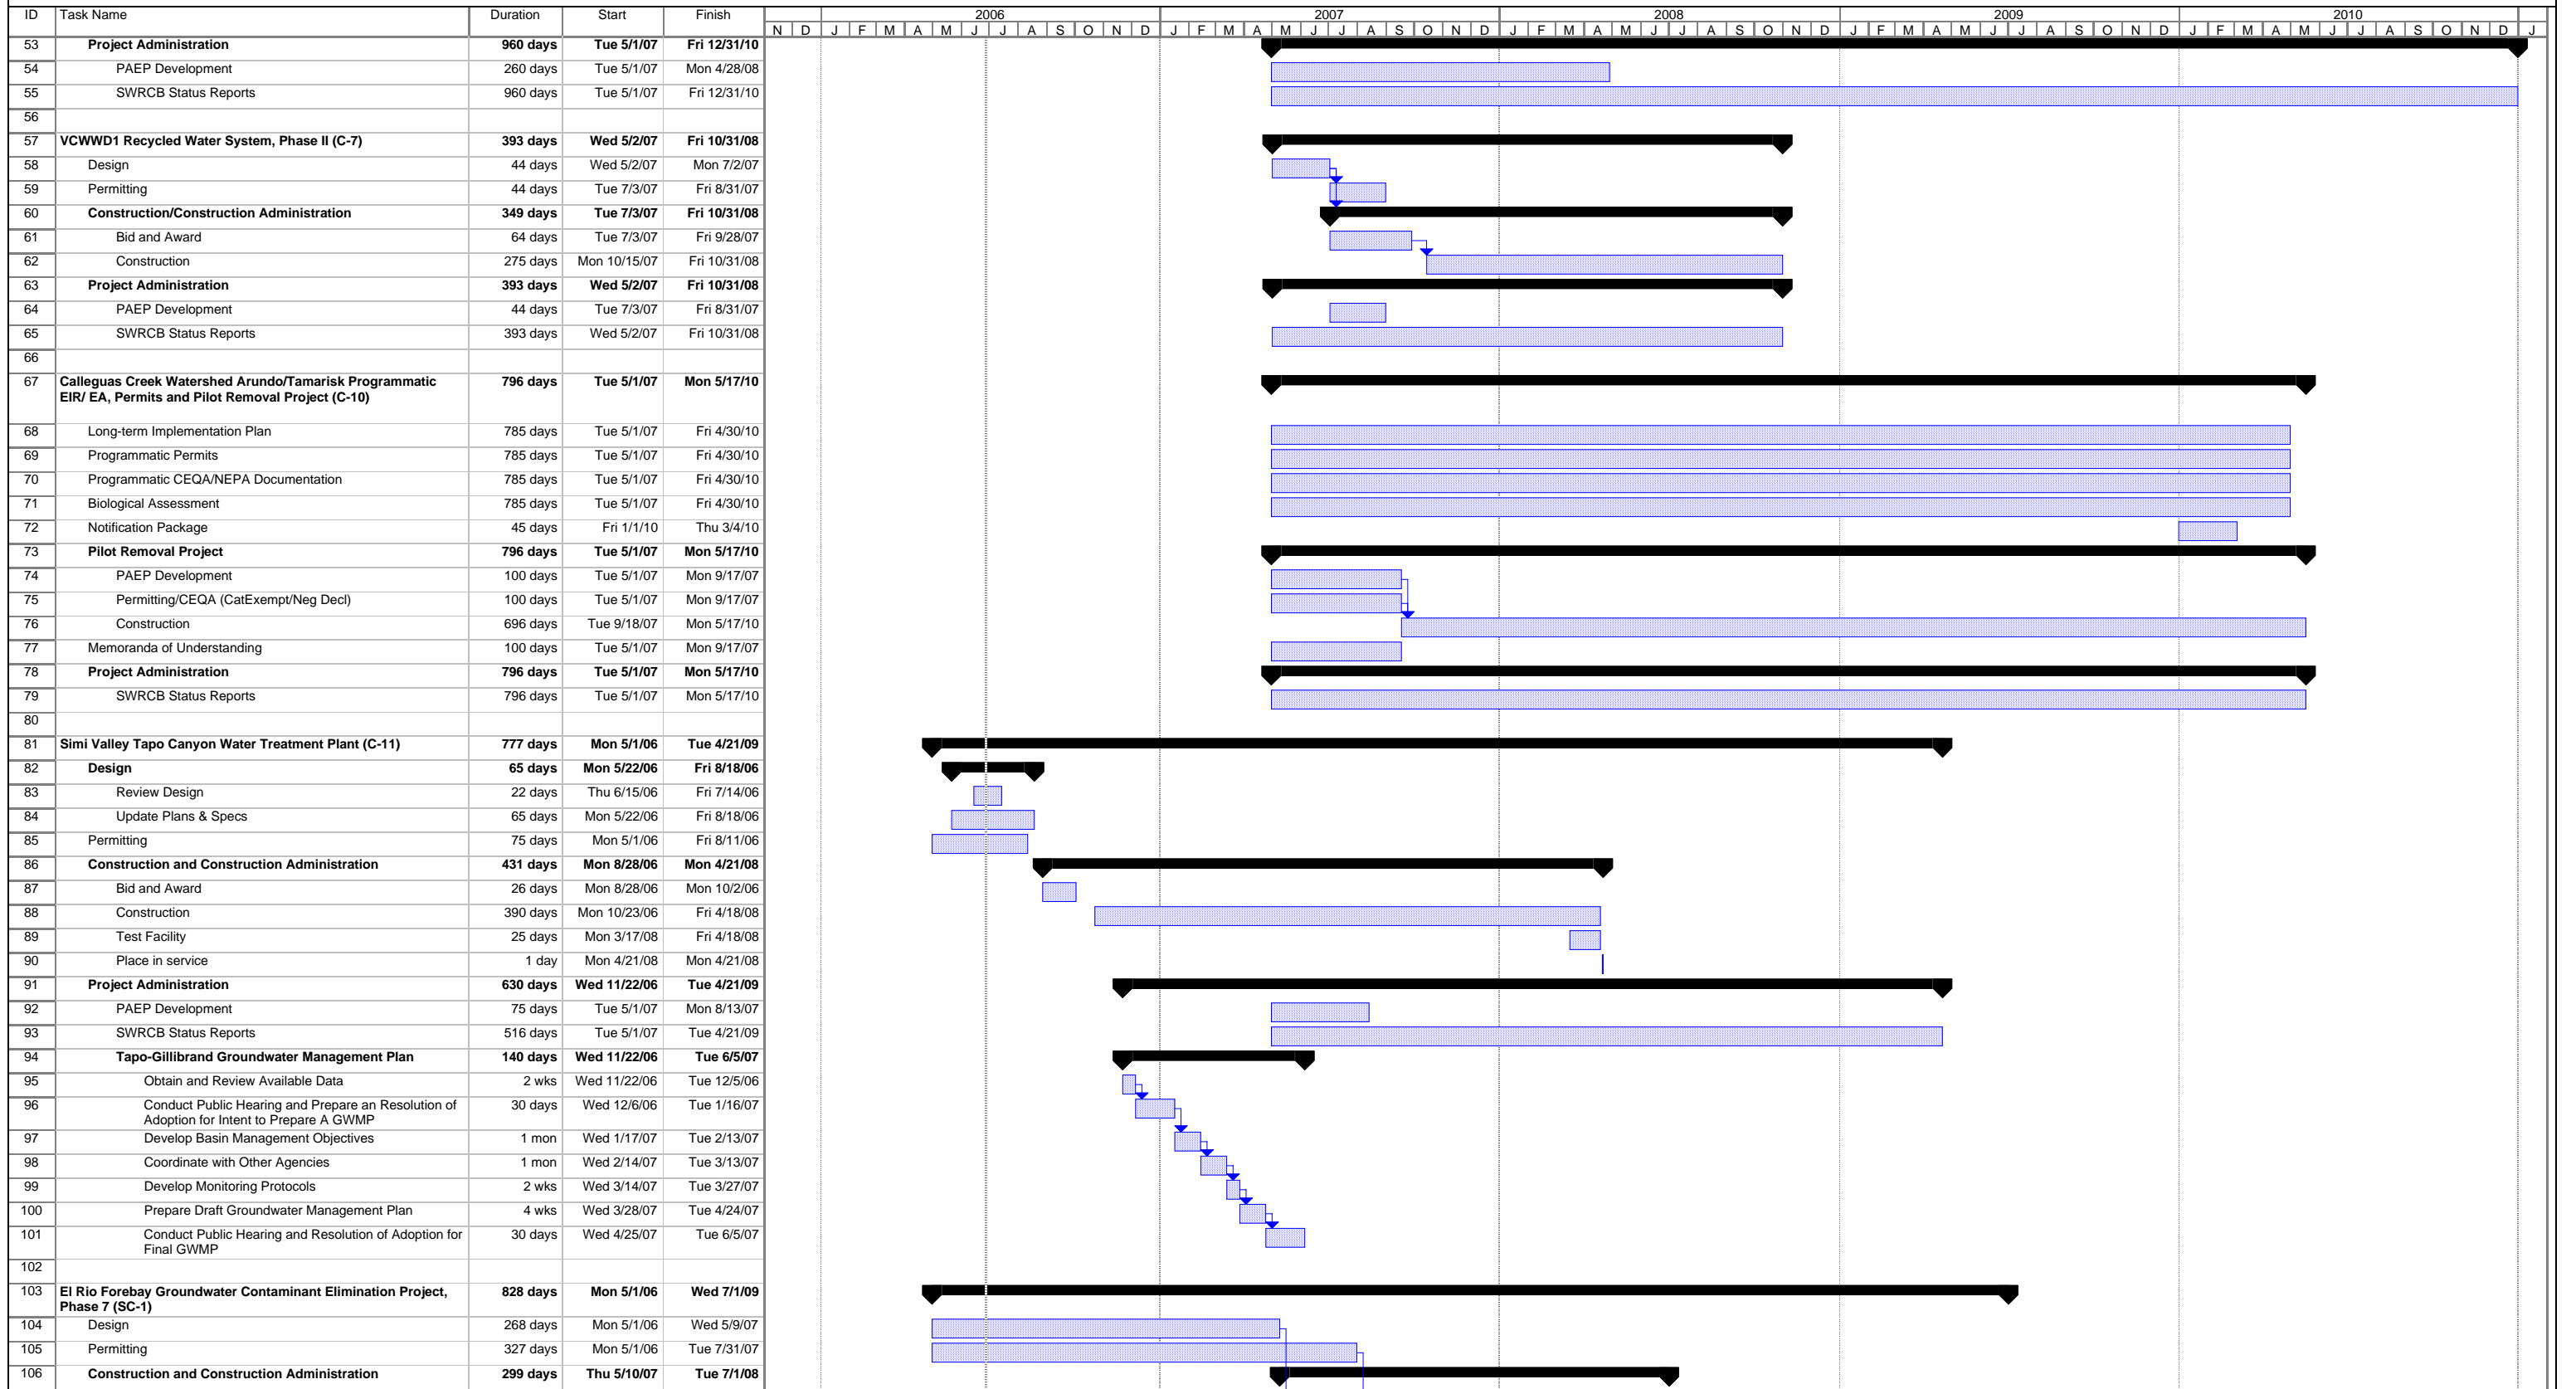 ID Task Name Duration Start Finish 2006 2007 2008 2009 2010
N D J F M A M J J A S O N D J F M A M J J A S O N D J F M A M J J A S O N D J F M A M J J A S O N D J F M A M J J A S O N D J
53 Project Administration 960 days Tue 5/1/07 Fri 12/31/10
54 PAEP Development 260 days Tue 5/1/07 Mon 4/28/08
55 SWRCB Status Reports 960 days Tue 5/1/07 Fri 12/31/10
56
57 VCWWD1 Recycled Water System, Phase II (C-7) 393 days Wed 5/2/07 Fri 10/31/08
58 Design 44 days Wed 5/2/07 Mon 7/2/07
59 Permitting 44 days Tue 7/3/07 Fri 8/31/07
60 Construction/Construction Administration 349 days Tue 7/3/07 Fri 10/31/08
61 Bid and Award 64 days Tue 7/3/07 Fri 9/28/07
62 Construction 275 days Mon 10/15/07 Fri 10/31/08
63 Project Administration 393 days Wed 5/2/07 Fri 10/31/08
64 PAEP Development 44 days Tue 7/3/07 Fri 8/31/07
65 SWRCB Status Reports 393 days Wed 5/2/07 Fri 10/31/08
66
67 Calleguas Creek Watershed Arundo/Tamarisk Programmatic 796 days Tue 5/1/07 Mon 5/17/10
EIR/ EA, Permits and Pilot Removal Project (C-10)
68 Long-term Implementation Plan 785 days Tue 5/1/07 Fri 4/30/10
69 Programmatic Permits 785 days Tue 5/1/07 Fri 4/30/10
70 Programmatic CEQA/NEPA Documentation 785 days Tue 5/1/07 Fri 4/30/10
71 Biological Assessment 785 days Tue 5/1/07 Fri 4/30/10
72 Notification Package 45 days Fri 1/1/10 Thu 3/4/10
73 Pilot Removal Project 796 days Tue 5/1/07 Mon 5/17/10
74 PAEP Development 100 days Tue 5/1/07 Mon 9/17/07
75 Permitting/CEQA (CatExempt/Neg Decl) 100 days Tue 5/1/07 Mon 9/17/07
76 Construction 696 days Tue 9/18/07 Mon 5/17/10
77 Memoranda of Understanding 100 days Tue 5/1/07 Mon 9/17/07
78 Project Administration 796 days Tue 5/1/07 Mon 5/17/10
79 SWRCB Status Reports 796 days Tue 5/1/07 Mon 5/17/10
80
81 Simi Valley Tapo Canyon Water Treatment Plant (C-11) 777 days Mon 5/1/06 Tue 4/21/09
82 Design 65 days Mon 5/22/06 Fri 8/18/06
83 Review Design 22 days Thu 6/15/06 Fri 7/14/06
84 Update Plans & Specs 65 days Mon 5/22/06 Fri 8/18/06
85 Permitting 75 days Mon 5/1/06 Fri 8/11/06
86 Construction and Construction Administration 431 days Mon 8/28/06 Mon 4/21/08
87 Bid and Award 26 days Mon 8/28/06 Mon 10/2/06
88 Construction 390 days Mon 10/23/06 Fri 4/18/08
89 Test Facility 25 days Mon 3/17/08 Fri 4/18/08
90 Place in service 1 day Mon 4/21/08 Mon 4/21/08
91 Project Administration 630 days Wed 11/22/06 Tue 4/21/09
92 PAEP Development 75 days Tue 5/1/07 Mon 8/13/07
93 SWRCB Status Reports 516 days Tue 5/1/07 Tue 4/21/09
94 Tapo-Gillibrand Groundwater Management Plan 140 days Wed 11/22/06 Tue 6/5/07
95 Obtain and Review Available Data 2 wks Wed 11/22/06 Tue 12/5/06
96 Conduct Public Hearing and Prepare an Resolution of 30 days Wed 12/6/06 Tue 1/16/07
Adoption for Intent to Prepare A GWMP
97 Develop Basin Management Objectives 1 mon Wed 1/17/07 Tue 2/13/07
98 Coordinate with Other Agencies 1 mon Wed 2/14/07 Tue 3/13/07
99 Develop Monitoring Protocols 2 wks Wed 3/14/07 Tue 3/27/07
100 Prepare Draft Groundwater Management Plan 4 wks Wed 3/28/07 Tue 4/24/07
101 Conduct Public Hearing and Resolution of Adoption for 30 days Wed 4/25/07 Tue 6/5/07
Final GWMP
102
103 El Rio Forebay Groundwater Contaminant Elimination Project, 828 days Mon 5/1/06 Wed 7/1/09
Phase 7 (SC-1)
104 Design 268 days Mon 5/1/06 Wed 5/9/07
105 Permitting 327 days Mon 5/1/06 Tue 7/31/07
106 Construction and Construction Administration 299 days Thu 5/10/07 Tue 7/1/08